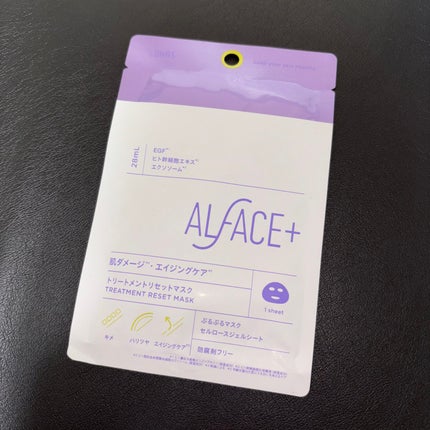 28mL
EGF
ヒト幹細胞エキス
エクソソーム
ALFACE+
肌ダメージ・エイジングケア
トリートメントリセットマスク
TREATMENT RESET MASK
1 sheet
キメ
ハリツヤ
エイジングケア
ぷるぷるマスク
セルロースジェルシート
防腐剤フリー